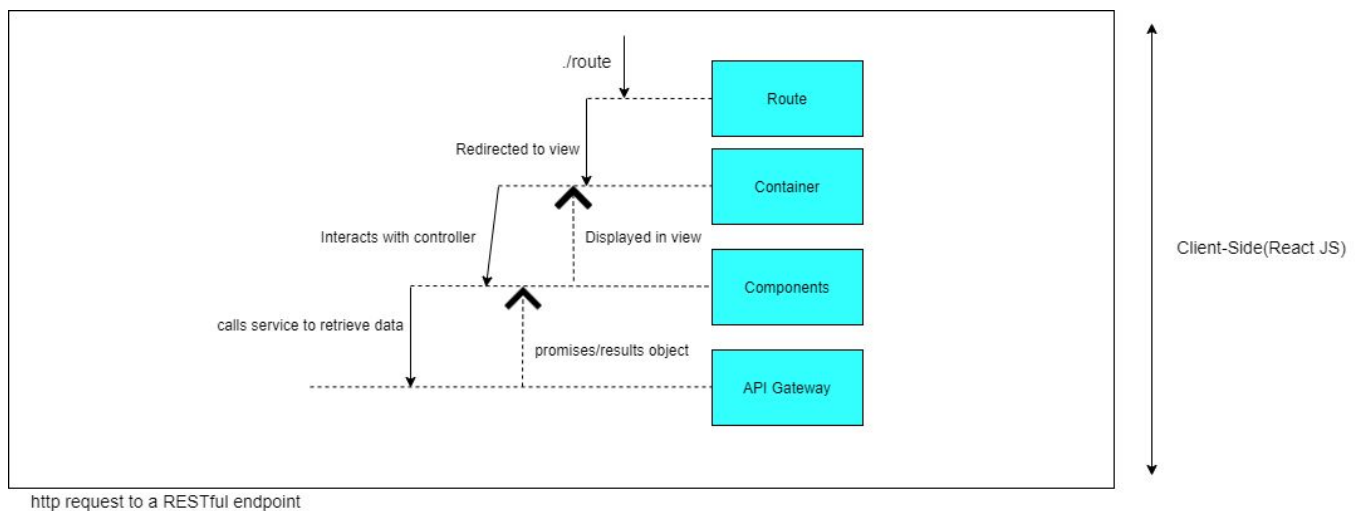 ./route
Route
Redirected to view
Container
Interacts with controller
Displayed in view
Client-Side(React JS)
Components
calls service to retrieve data
promises/results object
API Gateway
http request to a RESTful endpoint